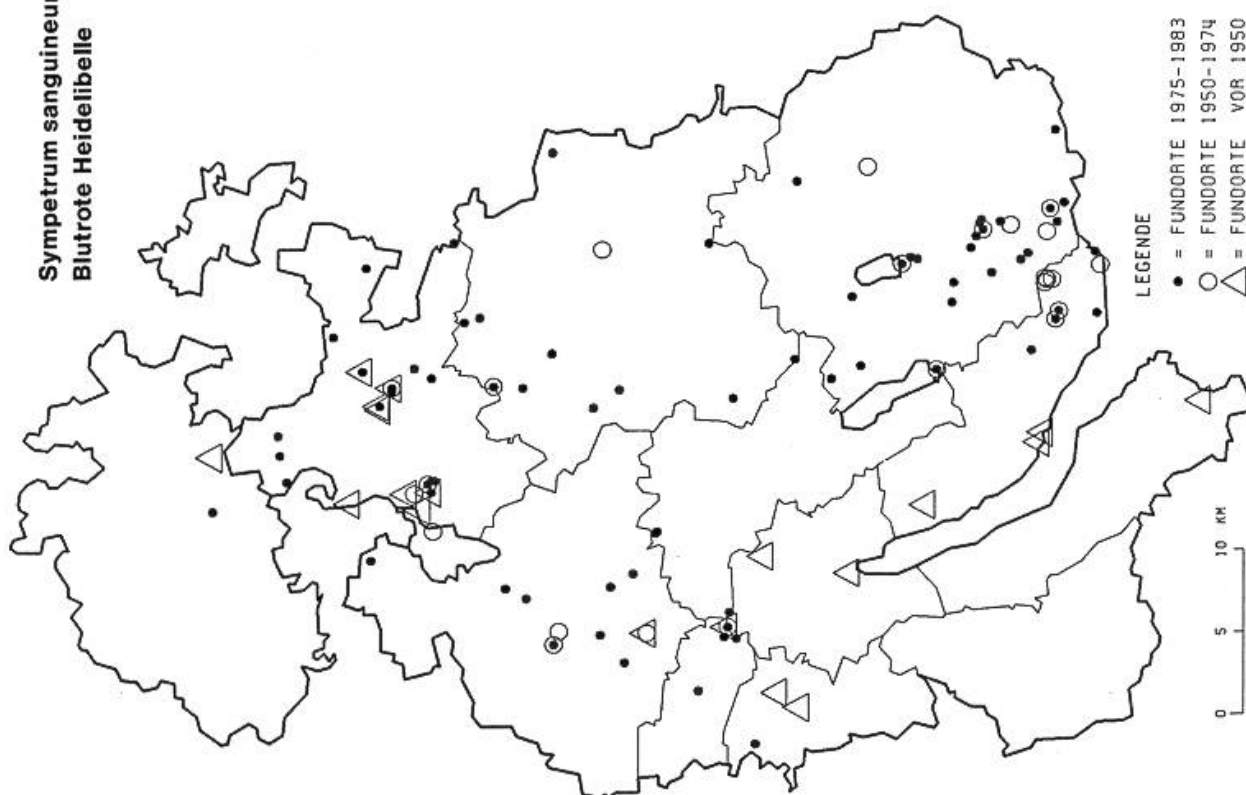 Sympetrum sanguineum
Blutrote Heidelibelle
LEGENDE
= FUNDORTE 1975-1983
= FUNDORTE 1950-1974
= FUNDORTE VOR 1950
0 5 10 KM